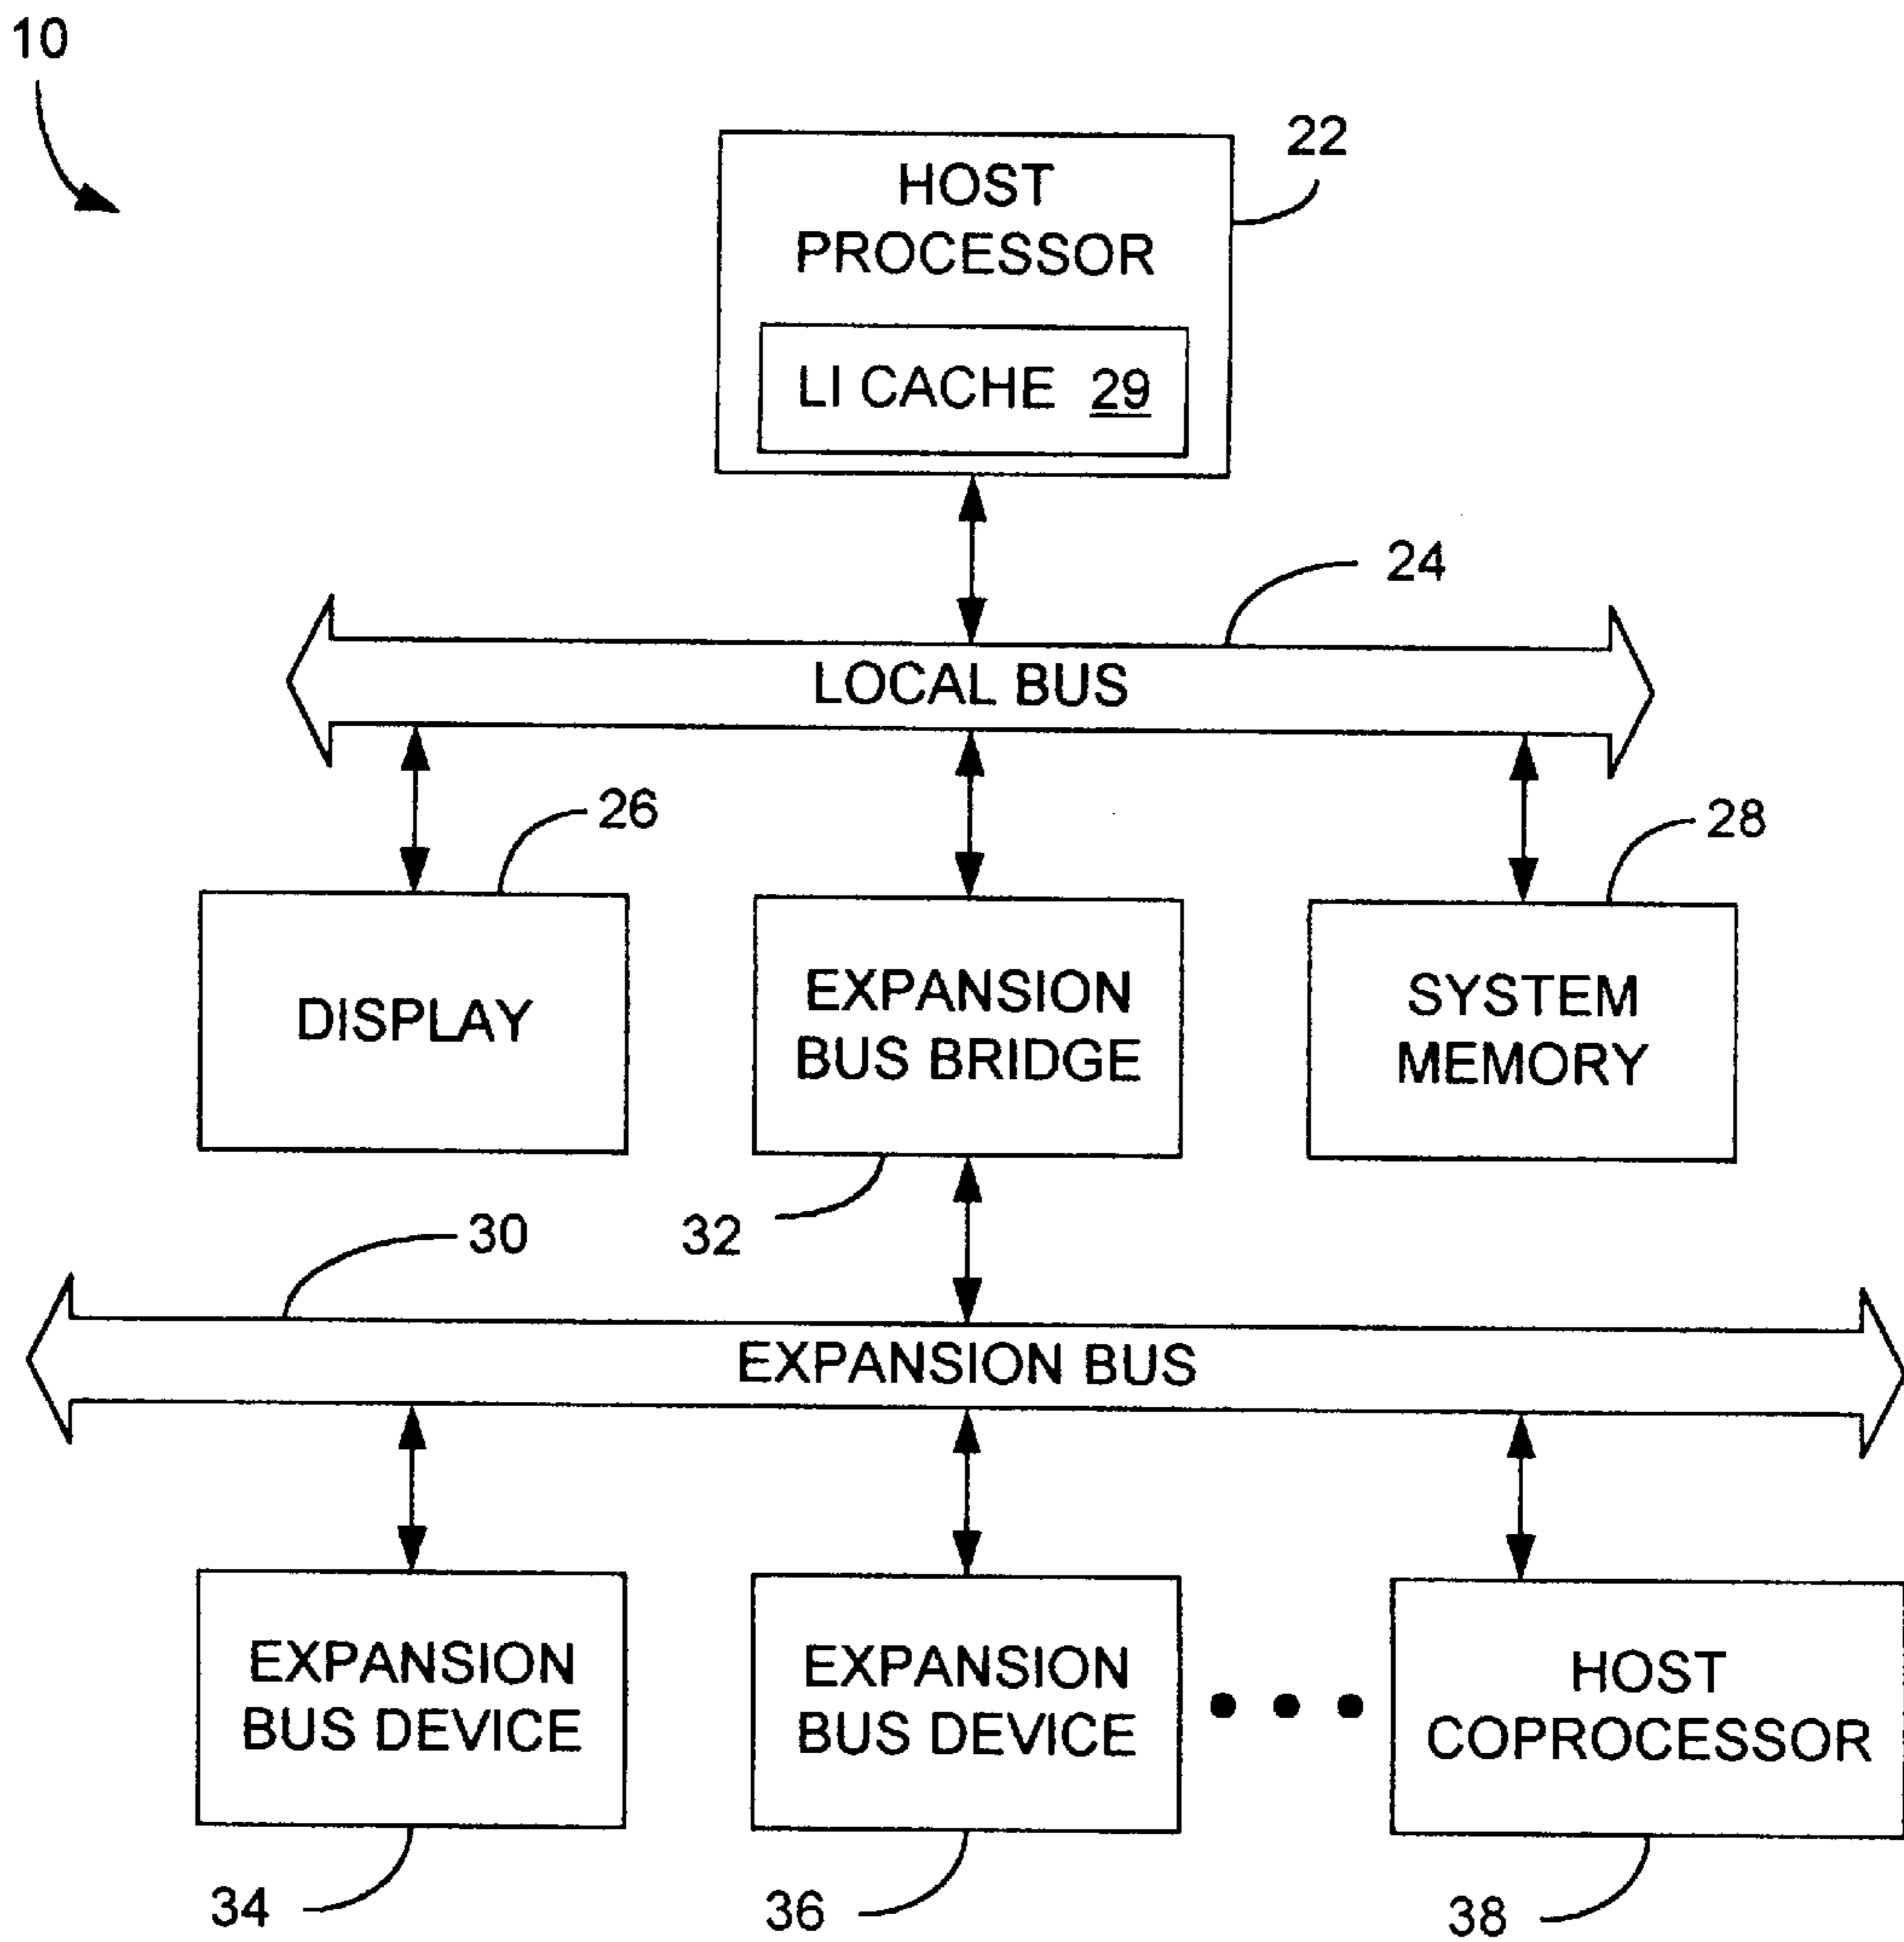 10
22
HOST
PROCESSOR
LI CACHE 29
24
LOCAL BUS
26
28
DISPLAY
EXPANSION
BUS BRIDGE
SYSTEM
MEMORY
30
32
EXPANSION BUS
EXPANSION
BUS DEVICE
EXPANSION
BUS DEVICE
HOST
COPROCESSOR
34
36
38